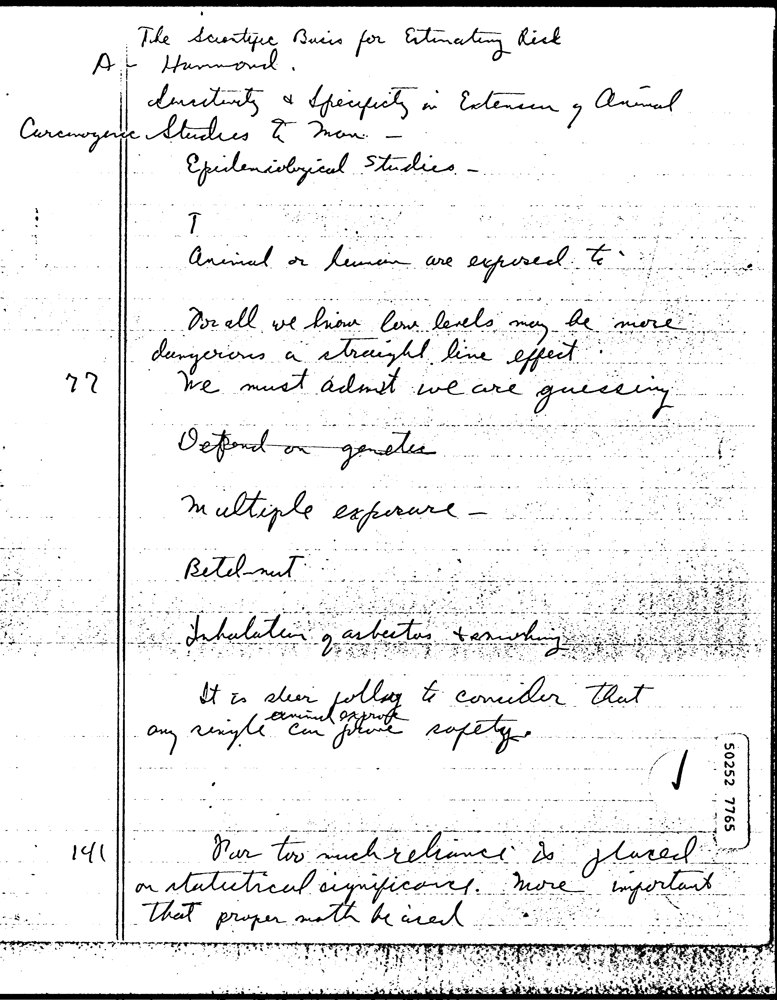 The Scientific Basis for Estimating Risk
A - Hammond.
Sensitivity & Specificity in Extension of Animal
Carcinogenic Studies to Man -
Epidemiological Studies -
T
Animal or human are exposed to
For all we know low levels may be more
dangerous a straight line effect.
77 We must admit we are guessing
Depend on genetic
Multiple exposure -
Betel-nut
Inhalation of asbestos & smoking
It is sheer folly to consider that
animal
any single can prove safety.
50252 7765
141 Far too much reliance is placed
on statistical significance. More important
that proper math be used